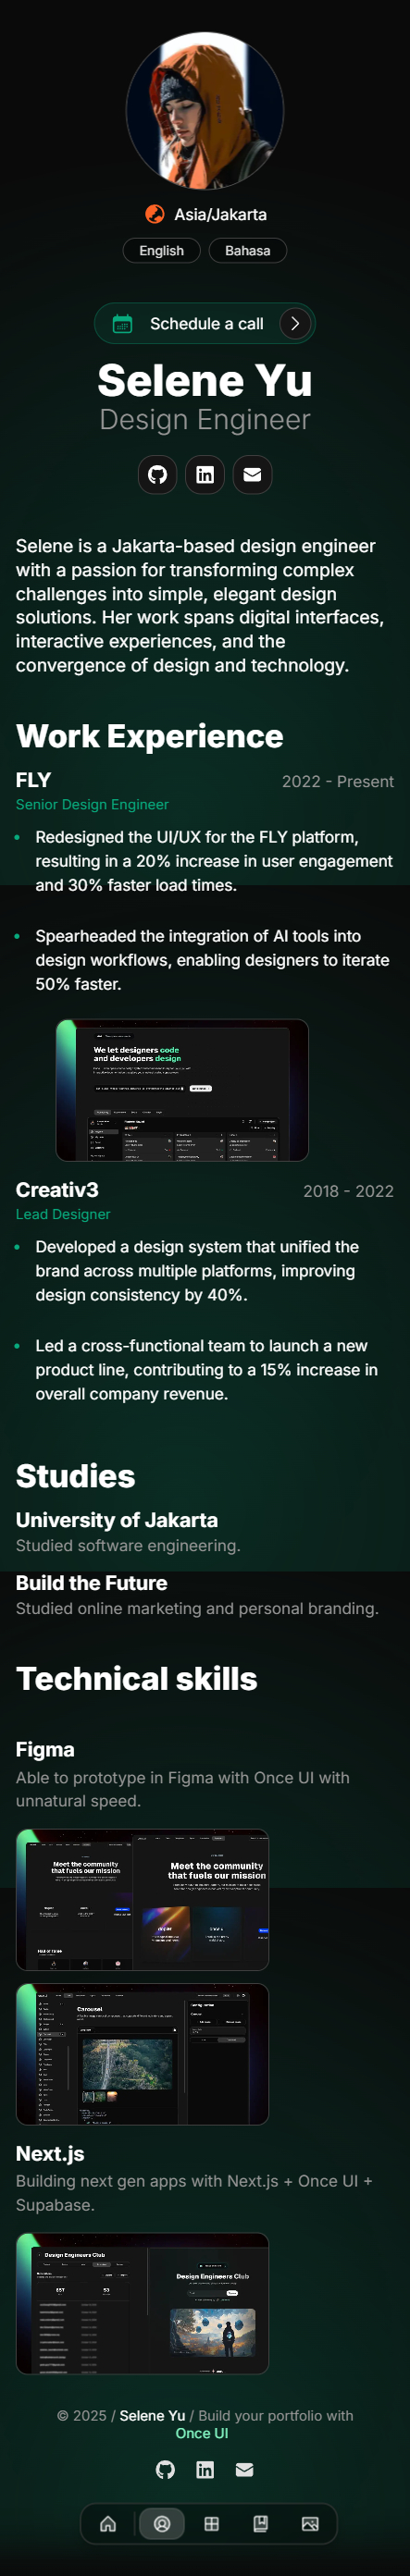 Asia/Jakarta
English Bahasa
Schedule a call
Selene Yu
Design Engineer
Selene is a Jakarta-based design engineer
with a passion for transforming complex
challenges into simple, elegant design
solutions. Her work spans digital interfaces,
interactive experiences, and the
convergence of design and technology.
Work Experience
FLY 2022 - Present
Senior Design Engineer
Redesigned the UI/UX for the FLY platform,
resulting in a 20% increase in user engagement
and 30% faster load times.
Spearheaded the integration of AI tools into
design workflows, enabling designers to iterate
50% faster.
We let designers code
and developers design
Creativ3 2018 - 2022
Lead Designer
Developed a design system that unified the
brand across multiple platforms, improving
design consistency by 40%.
Led a cross-functional team to launch a new
product line, contributing to a 15% increase in
overall company revenue.
Studies
University of Jakarta
Studied software engineering.
Build the Future
Studied online marketing and personal branding.
Technical skills
Figma
Able to prototype in Figma with Once UI with
unnatural speed.
Meet the community
that fuels our mission
Meet the community
that fuels our mission
Carousel
Next.js
Building next gen apps with Next.js + Once UI +
Supabase.
Design Engineers Club
Design Engineers Club
© 2025 / Selene Yu / Build your portfolio with
Once UI